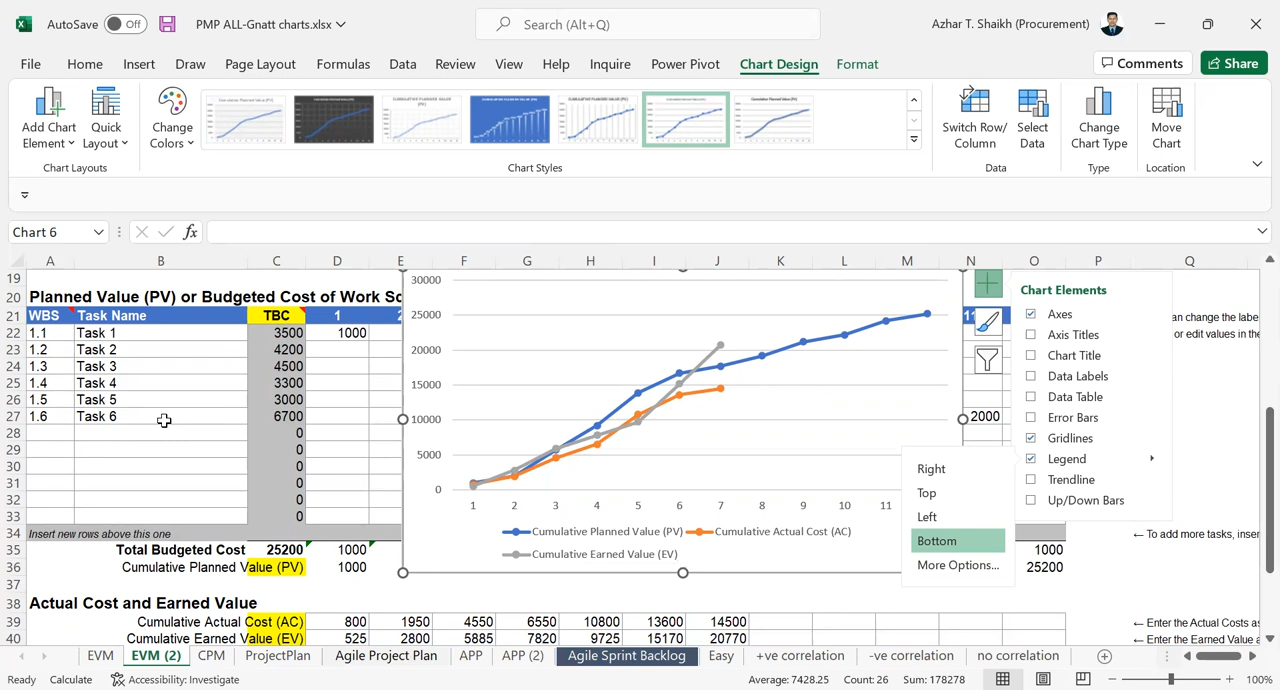 AutoSave Off PMP ALL-Gnatt charts.xlsx Search (Alt+Q) Azhar T. Shaikh (Procurement)
File Home Insert Draw Page Layout Formulas Data Review View Help Inquire Power Pivot Chart Design Format Comments Share
Add Chart Element Quick Layout Change Colors Switch Row/ Column Select Data Change Chart Type Move Chart
Chart Layouts Chart Styles Data Type Location
Chart 6 fx
A B C D E F G H I J K L M N O P Q
19
20 Planned Value (PV) or Budgeted Cost of Work Sc
21 WBS Task Name TBC 1 2 11
22 1.1 Task 1 3500 1000
23 1.2 Task 2 4200
24 1.3 Task 3 4500
25 1.4 Task 4 3300
26 1.5 Task 5 3000
27 1.6 Task 6 6700 2000
28 0
29 0
30 0
31 0
32 0
33 0
34 Insert new rows above this one ← To add more tasks, inser
35 Total Budgeted Cost 25200 1000 1000
36 Cumulative Planned Value (PV) 1000 25200
37
38 Actual Cost and Earned Value
39 Cumulative Actual Cost (AC) 800 1950 4550 6550 10800 13600 14500 ← Enter the Actual Costs as
40 Cumulative Earned Value (EV) 525 2800 5885 7820 9725 15170 20770 ← Enter the Earned Value a
30000
25000
20000
15000
10000
5000
0
1 2 3 4 5 6 7 8 9 10 11
Cumulative Planned Value (PV) Cumulative Actual Cost (AC)
Cumulative Earned Value (EV)
Chart Elements
Axes
Axis Titles
Chart Title
Data Labels
Data Table
Error Bars
Gridlines
Legend
Trendline
Up/Down Bars
Right
Top
Left
Bottom
More Options...
an change the labe
or edit values in the
EVM EVM (2) CPM ProjectPlan Agile Project Plan APP APP (2) Agile Sprint Backlog Easy +ve correlation -ve correlation no correlation
Ready Calculate Accessibility: Investigate Average: 7428.25 Count: 26 Sum: 178278 100%